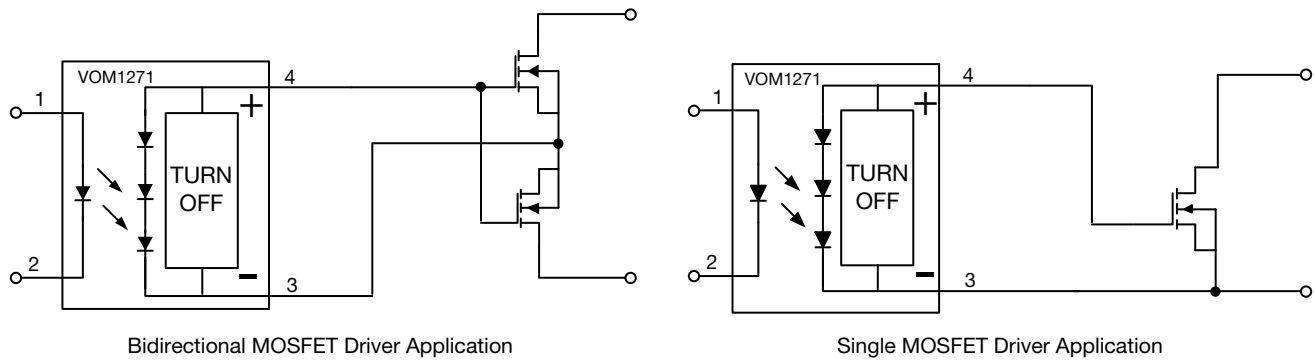 VOM1271
1
2
4
+
TURN
OFF
−
3
Bidirectional MOSFET Driver Application
VOM1271
1
2
4
+
TURN
OFF
−
3
Single MOSFET Driver Application